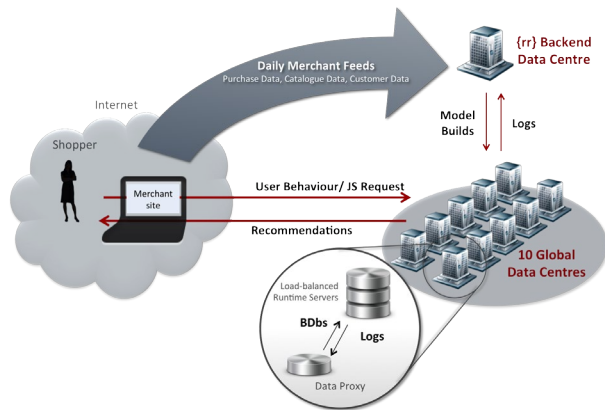 Daily Merchant Feeds
Purchase Data, Catalogue Data, Customer Data
{rr} Backend
Data Centre
Internet
Shopper
Model
Builds
Logs
Merchant
site
User Behaviour/ JS Request
Recommendations
10 Global
Data Centres
Load-balanced
Runtime Servers
BDbs
Logs
Data Proxy